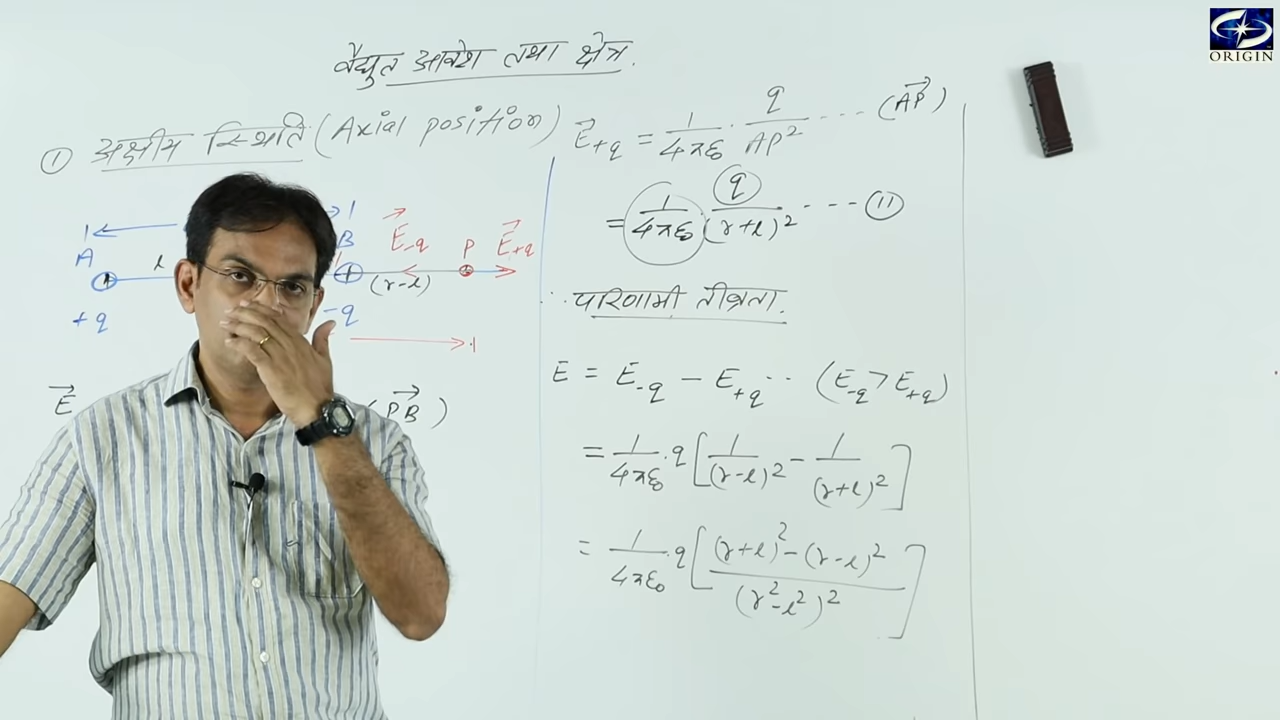 वैद्युत आवेश तथा क्षेत्र.
① अक्षीय स्थिति (Axial position)
A
l
+q
B
-q
(r-l)
E⃗-q
P
E⃗+q
E⃗
(PB⃗)
E⃗+q = 1/4πε₀ · q/AP² ... (AP⃗)
= 1/4πε₀ q/(r+l)² ---- ⑪
∴ परिणामी तीव्रता.
E = E-q - E+q .. (E-q > E+q)
= 1/4πε₀ · q [1/(r-l)² - 1/(r+l)²]
= 1/4πε₀ · q [(r+l)² - (r-l)²/(r²-l²)²]
ORIGIN